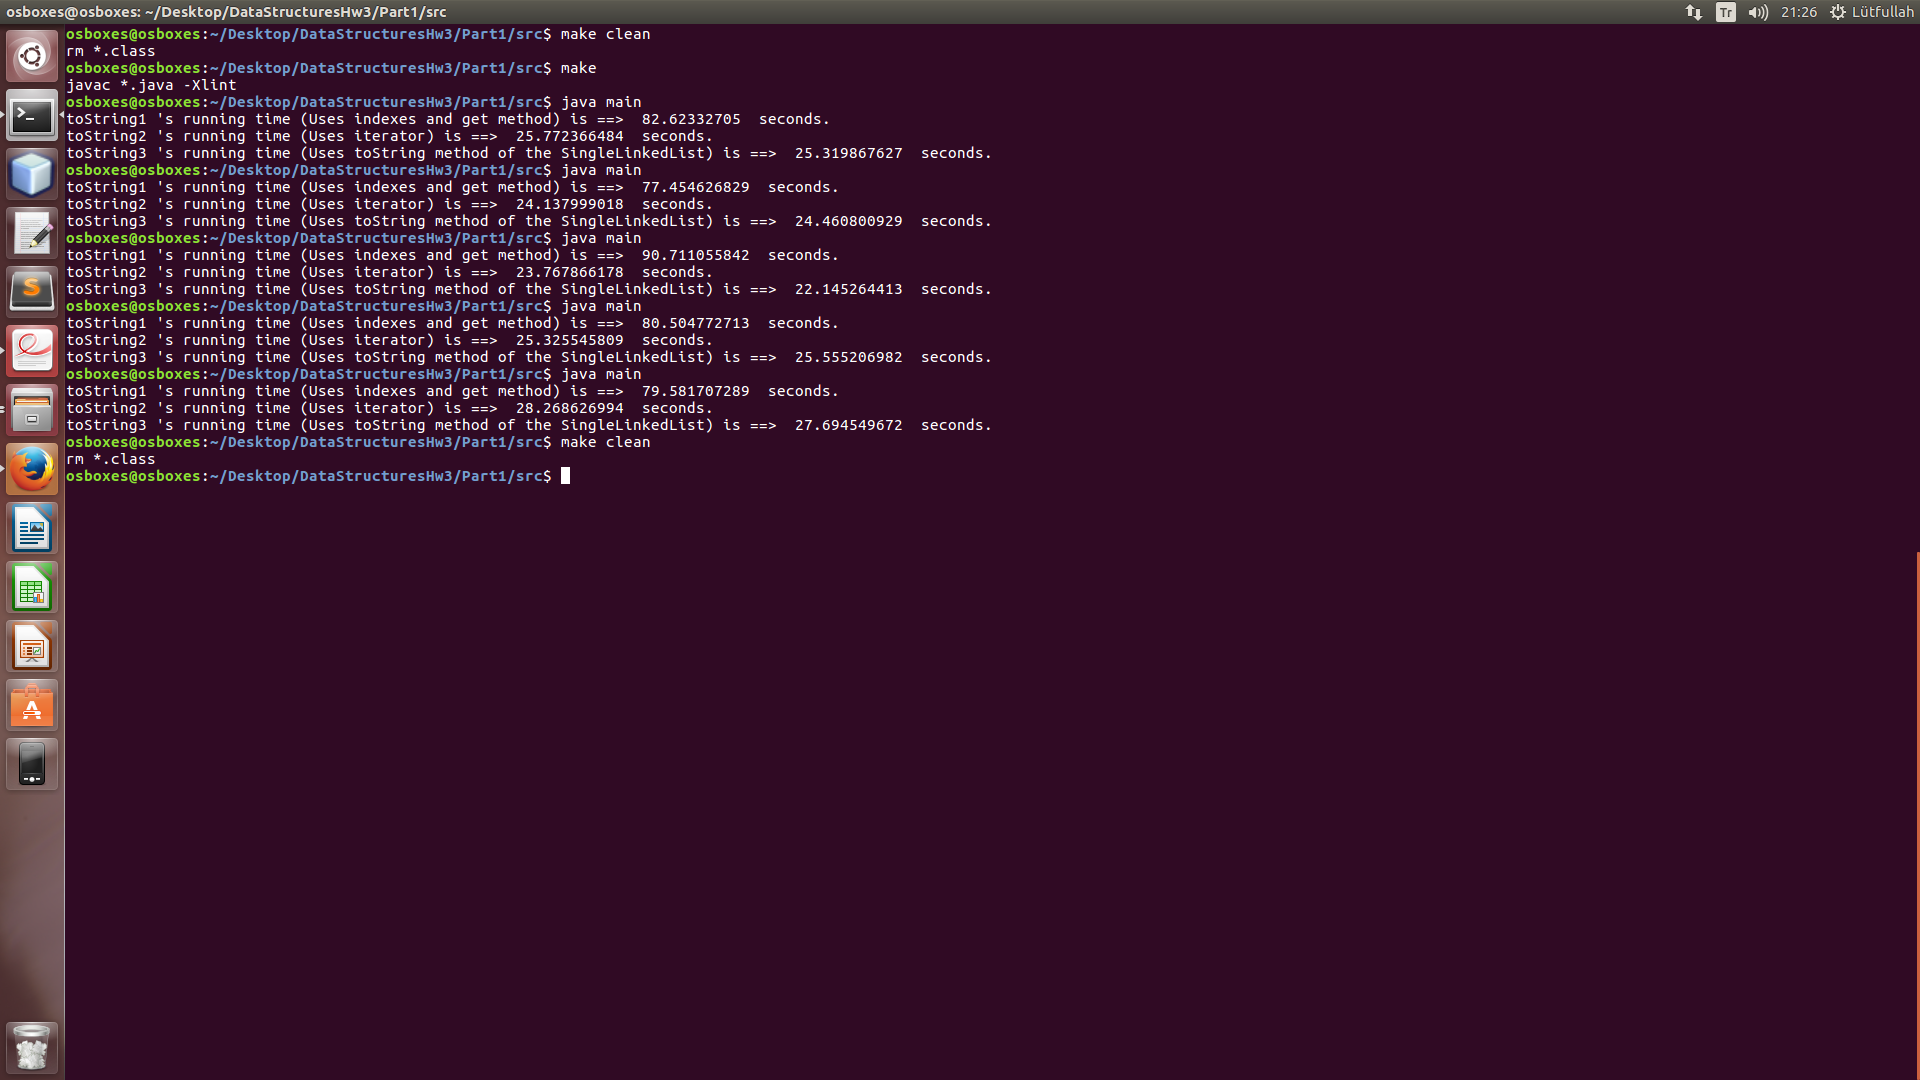 osboxes@osboxes: ~/Desktop/DataStructuresHw3/Part1/src Tr 21:26 Lütfullah
osboxes@osboxes:~/Desktop/DataStructuresHw3/Part1/src$ make clean
rm *.class
osboxes@osboxes:~/Desktop/DataStructuresHw3/Part1/src$ make
javac *.java -Xlint
osboxes@osboxes:~/Desktop/DataStructuresHw3/Part1/src$ java main
toString1 's running time (Uses indexes and get method) is ==>  82.62332705  seconds.
toString2 's running time (Uses iterator) is ==>  25.772366484  seconds.
toString3 's running time (Uses toString method of the SingleLinkedList) is ==>  25.319867627  seconds.
osboxes@osboxes:~/Desktop/DataStructuresHw3/Part1/src$ java main
toString1 's running time (Uses indexes and get method) is ==>  77.454626829  seconds.
toString2 's running time (Uses iterator) is ==>  24.137999018  seconds.
toString3 's running time (Uses toString method of the SingleLinkedList) is ==>  24.460800929  seconds.
osboxes@osboxes:~/Desktop/DataStructuresHw3/Part1/src$ java main
toString1 's running time (Uses indexes and get method) is ==>  90.711055842  seconds.
toString2 's running time (Uses iterator) is ==>  23.767866178  seconds.
toString3 's running time (Uses toString method of the SingleLinkedList) is ==>  22.145264413  seconds.
osboxes@osboxes:~/Desktop/DataStructuresHw3/Part1/src$ java main
toString1 's running time (Uses indexes and get method) is ==>  80.504772713  seconds.
toString2 's running time (Uses iterator) is ==>  25.325545809  seconds.
toString3 's running time (Uses toString method of the SingleLinkedList) is ==>  25.555206982  seconds.
osboxes@osboxes:~/Desktop/DataStructuresHw3/Part1/src$ java main
toString1 's running time (Uses indexes and get method) is ==>  79.581707289  seconds.
toString2 's running time (Uses iterator) is ==>  28.268626994  seconds.
toString3 's running time (Uses toString method of the SingleLinkedList) is ==>  27.694549672  seconds.
osboxes@osboxes:~/Desktop/DataStructuresHw3/Part1/src$ make clean
rm *.class
osboxes@osboxes:~/Desktop/DataStructuresHw3/Part1/src$